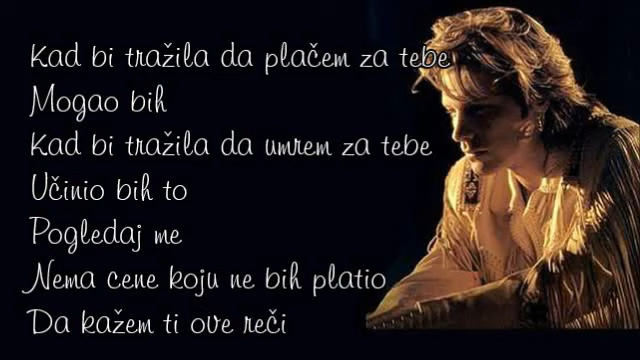 Kad bi tražila da plačem za tebe
Mogao bih
Kad bi tražila da umrem za tebe
Učinio bih to
Pogledaj me
Nema cene koju ne bih platio
Da kažem ti ove reči